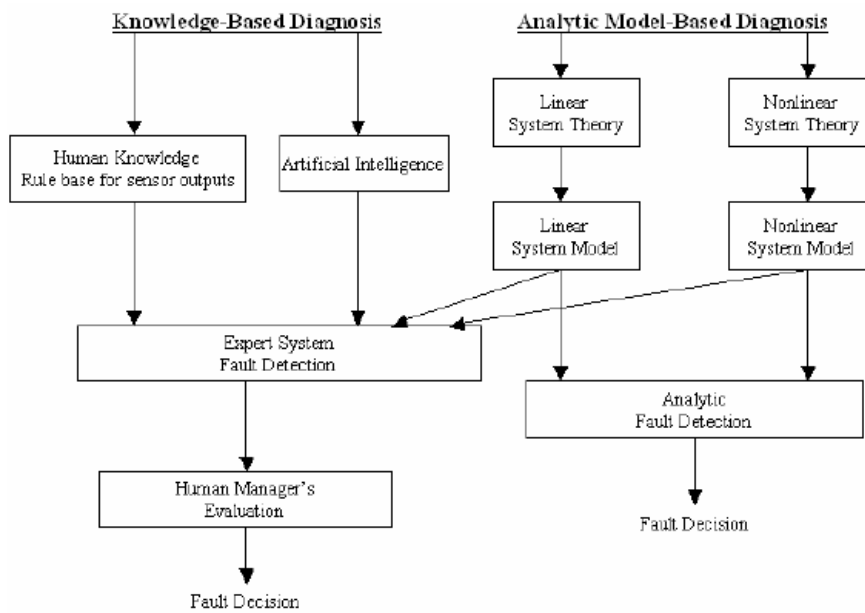 Knowledge-Based Diagnosis
Analytic Model-Based Diagnosis
Human Knowledge
Rule base for sensor outputs
Artificial Intelligence
Linear
System Theory
Nonlinear
System Theory
Linear
System Model
Nonlinear
System Model
Expert System
Fault Detection
Analytic
Fault Detection
Human Manager's
Evaluation
Fault Decision
Fault Decision